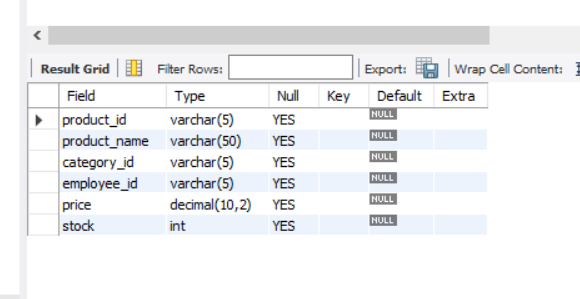 Result Grid Filter Rows: Export: Wrap Cell Content:
Field Type Null Key Default Extra
product_id varchar(5) YES NULL
product_name varchar(50) YES NULL
category_id varchar(5) YES NULL
employee_id varchar(5) YES NULL
price decimal(10,2) YES NULL
stock int YES NULL